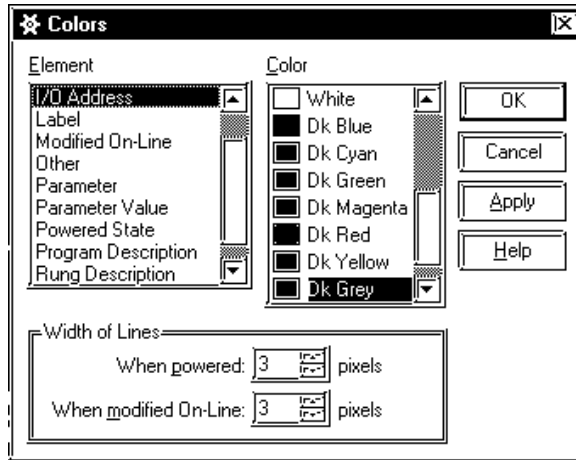 Colors
Element
I/O Address
Label
Modified On-Line
Other
Parameter
Parameter Value
Powered State
Program Description
Rung Description
Color
White
Dk Blue
Dk Cyan
Dk Green
Dk Magenta
Dk Red
Dk Yellow
Dk Grey
OK
Cancel
Apply
Help
Width of Lines
When powered: 3 pixels
When modified On-Line: 3 pixels